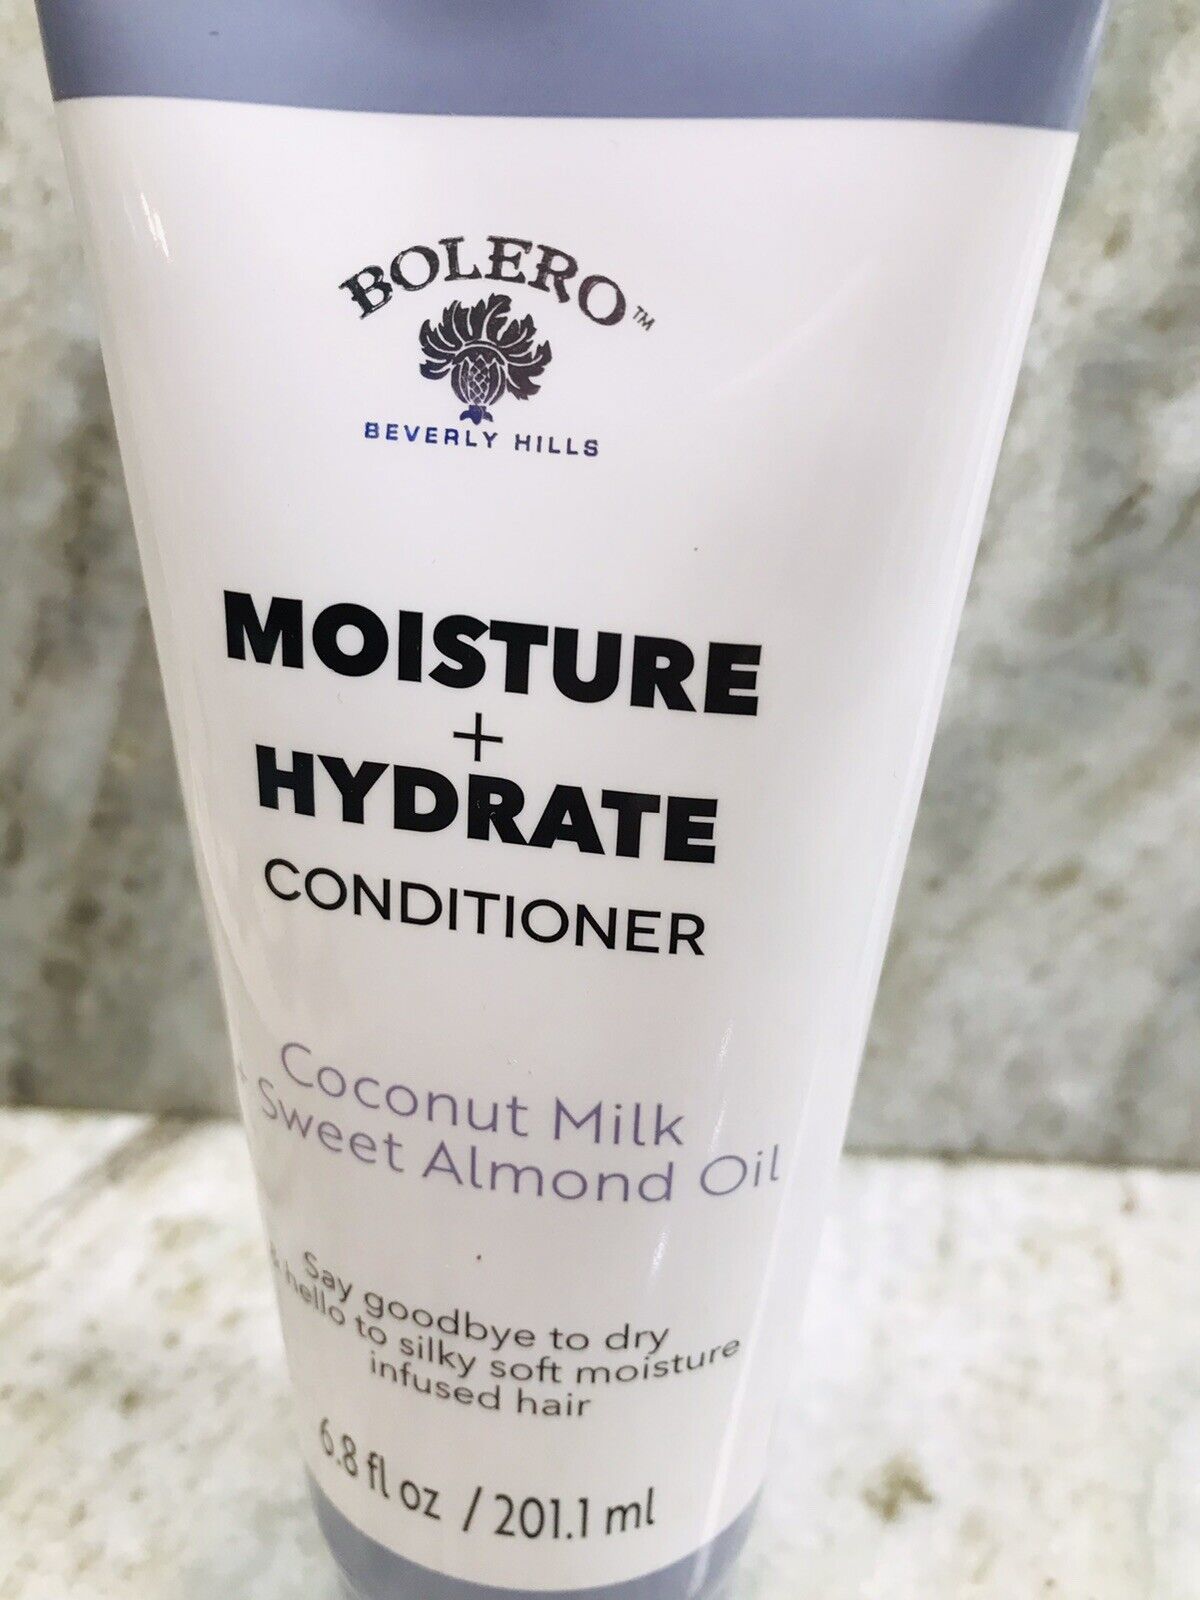 BOLERO™
BEVERLY HILLS
MOISTURE
+
HYDRATE
CONDITIONER
Coconut Milk
+ Sweet Almond Oil
Say goodbye to dry
& hello to silky soft moisture
infused hair
6.8 fl oz / 201.1 ml